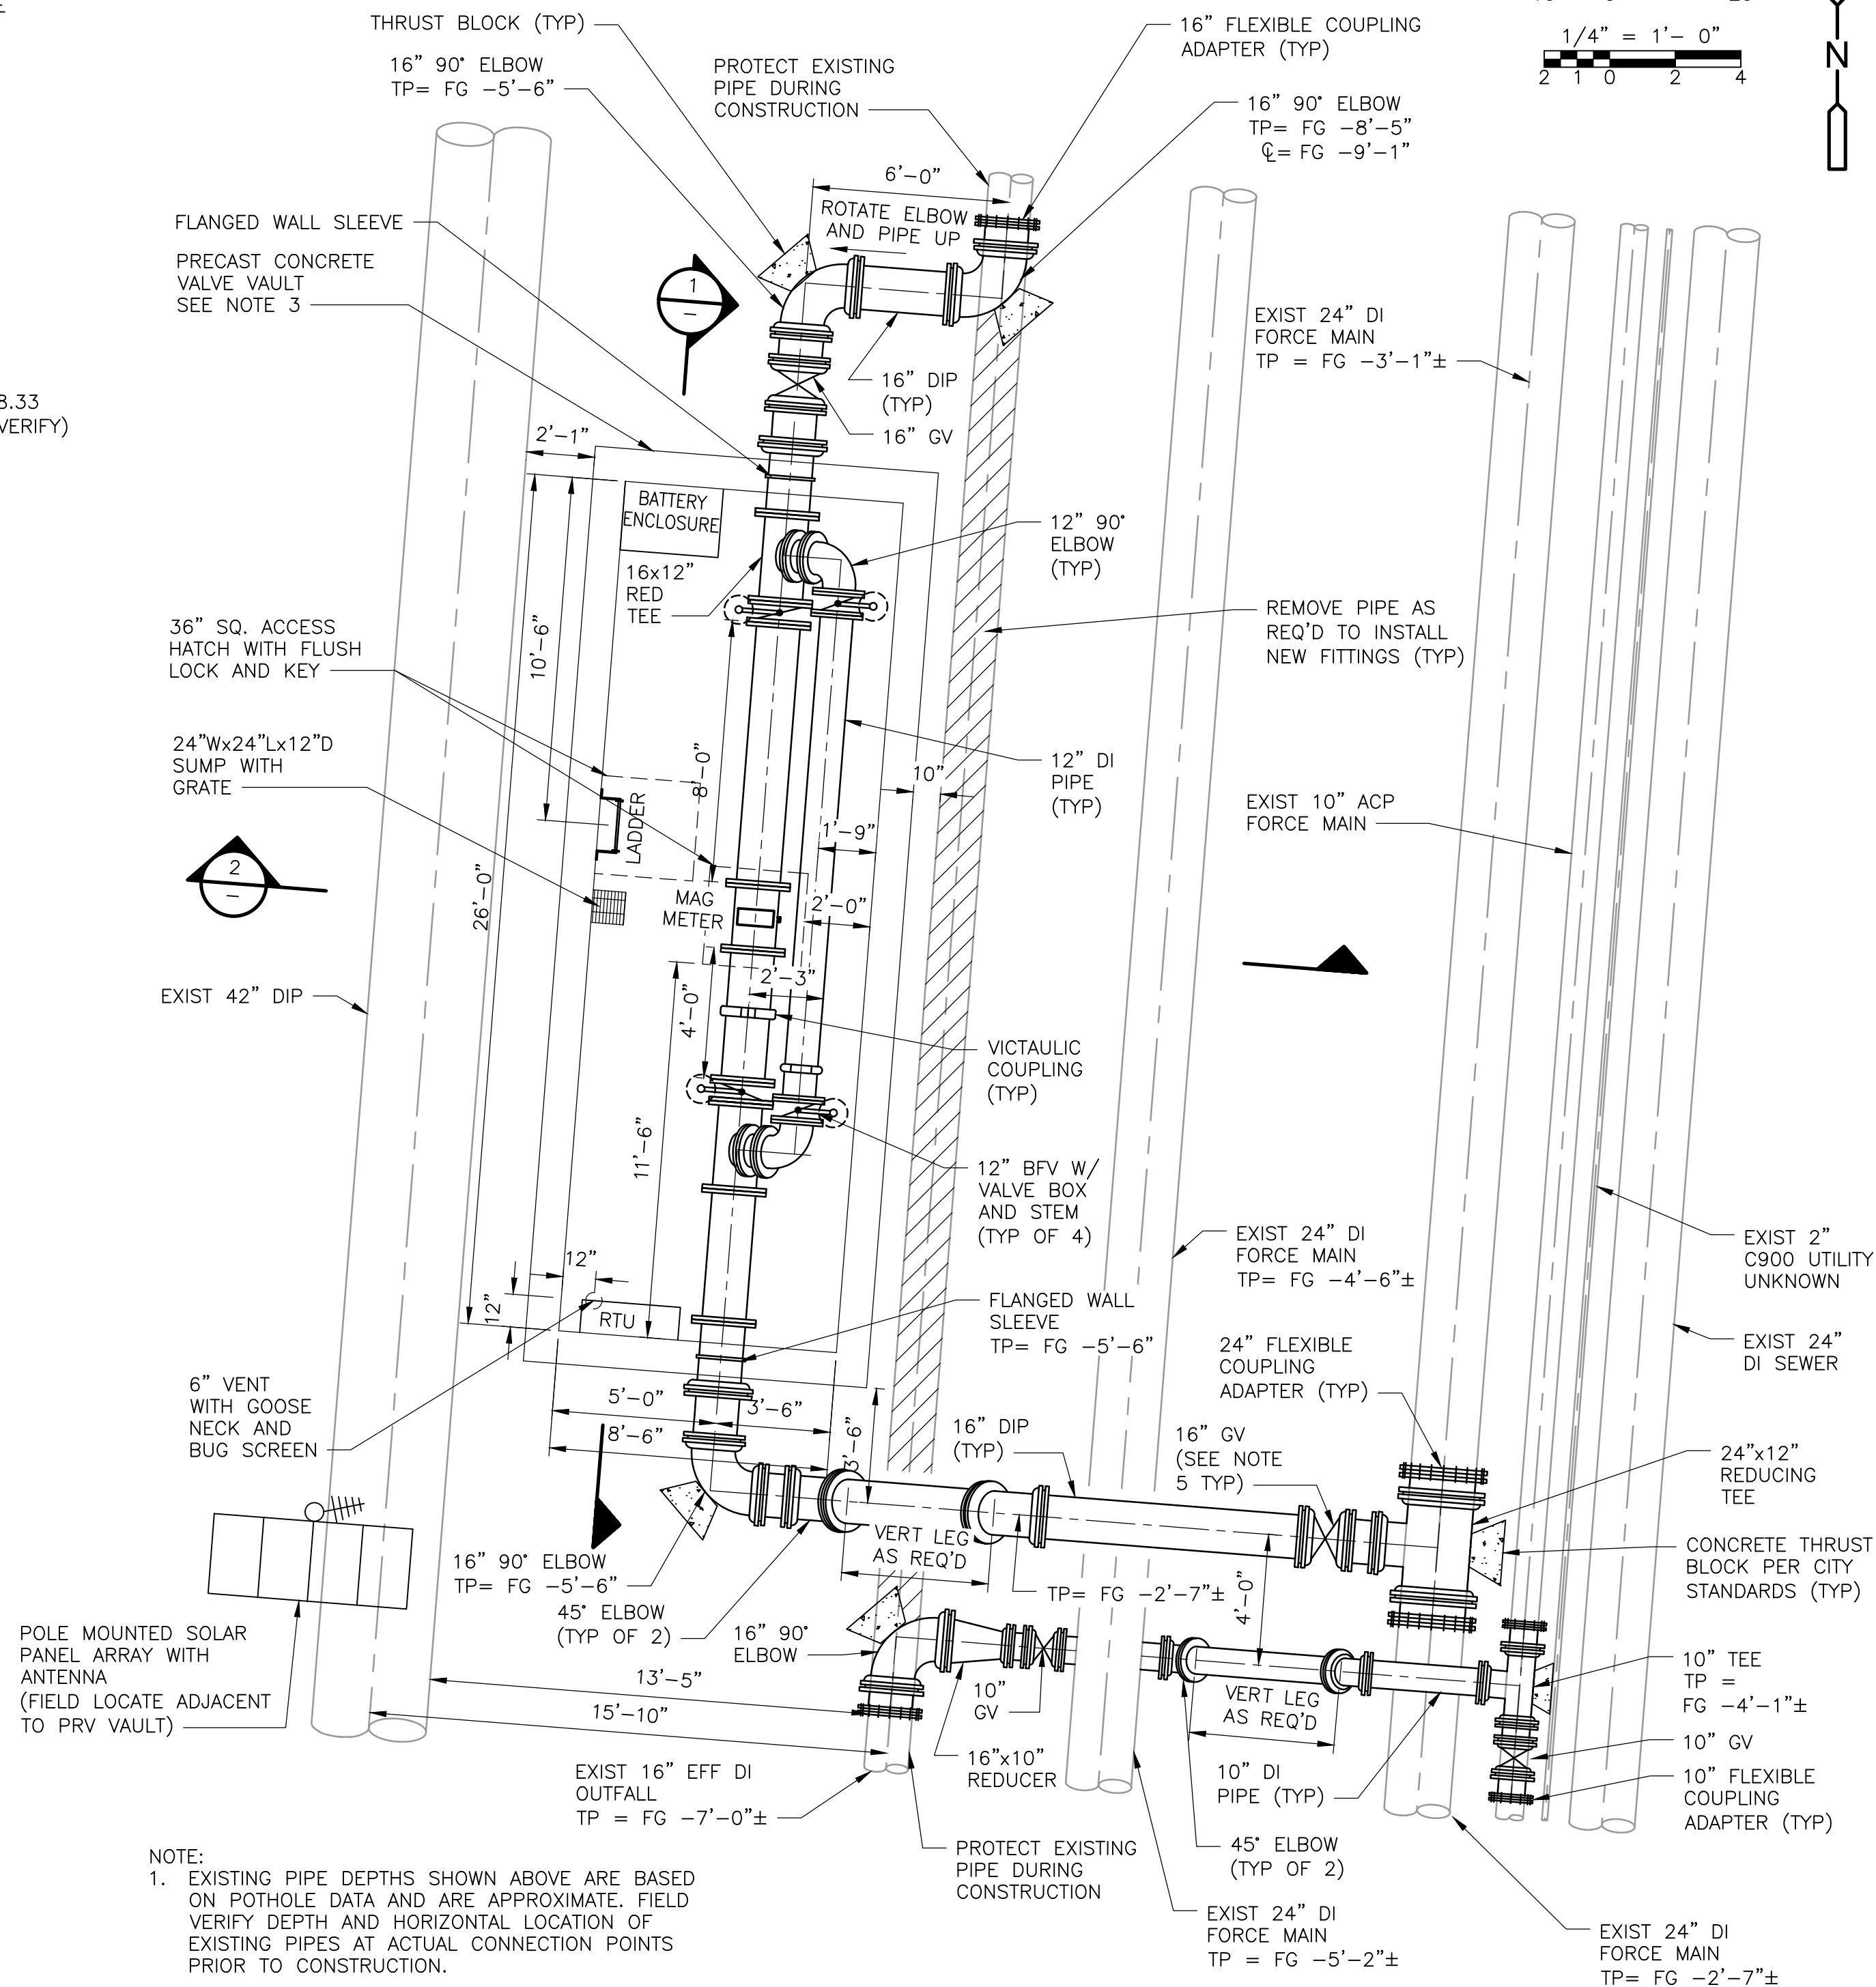 THRUST BLOCK (TYP)
16" 90° ELBOW
TP= FG -5'-6"
PROTECT EXISTING
PIPE DURING
CONSTRUCTION
16" FLEXIBLE COUPLING
ADAPTER (TYP)
16" 90° ELBOW
TP= FG -8'-5"
℄= FG -9'-1"
1/4" = 1'- 0"
2 1 0 2 4
N
6'-0"
ROTATE ELBOW
AND PIPE UP
FLANGED WALL SLEEVE
PRECAST CONCRETE
VALVE VAULT
SEE NOTE 3
1
–
EXIST 24" DI
FORCE MAIN
TP = FG -3'-1"±
16" DIP
(TYP)
16" GV
8.33
VERIFY)
2'-1"
BATTERY
ENCLOSURE
16x12"
RED
TEE
12" 90°
ELBOW
(TYP)
REMOVE PIPE AS
REQ'D TO INSTALL
NEW FITTINGS (TYP)
36" SQ. ACCESS
HATCH WITH FLUSH
LOCK AND KEY
10'-6"
24"Wx24"Lx12"D
SUMP WITH
GRATE
8'-0"
LADDER
10"
12" DI
PIPE
(TYP)
EXIST 10" ACP
FORCE MAIN
1'-9"
2
–
26'-0"
MAG
METER
2'-0"
2'-3"
EXIST 42" DIP
4'-0"
VICTAULIC
COUPLING
(TYP)
11'-6"
12" BFV W/
VALVE BOX
AND STEM
(TYP OF 4)
EXIST 24" DI
FORCE MAIN
TP= FG -4'-6"±
EXIST 2"
C900 UTILITY
UNKNOWN
12"
12"
RTU
FLANGED WALL
SLEEVE
TP= FG -5'-6"
24" FLEXIBLE
COUPLING
ADAPTER (TYP)
EXIST 24"
DI SEWER
6" VENT
WITH GOOSE
NECK AND
BUG SCREEN
5'-0"
3'-6"
8'-6"
3'-6"
16" DIP
(TYP)
16" GV
(SEE NOTE
5 TYP)
24"x12"
REDUCING
TEE
VERT LEG
AS REQ'D
16" 90° ELBOW
TP= FG -5'-6"
45° ELBOW
(TYP OF 2)
TP= FG -2'-7"±
4'-0"
CONCRETE THRUST
BLOCK PER CITY
STANDARDS (TYP)
POLE MOUNTED SOLAR
PANEL ARRAY WITH
ANTENNA
(FIELD LOCATE ADJACENT
TO PRV VAULT)
16" 90°
ELBOW
13'-5"
15'-10"
10"
GV
VERT LEG
AS REQ'D
10" TEE
TP =
FG -4'-1"±
10" GV
16"x10"
REDUCER
10" DI
PIPE (TYP)
10" FLEXIBLE
COUPLING
ADAPTER (TYP)
EXIST 16" EFF DI
OUTFALL
TP = FG -7'-0"±
PROTECT EXISTING
PIPE DURING
CONSTRUCTION
45° ELBOW
(TYP OF 2)
EXIST 24" DI
FORCE MAIN
TP = FG -5'-2"±
EXIST 24" DI
FORCE MAIN
TP= FG -2'-7"±
NOTE:
1. EXISTING PIPE DEPTHS SHOWN ABOVE ARE BASED
ON POTHOLE DATA AND ARE APPROXIMATE. FIELD
VERIFY DEPTH AND HORIZONTAL LOCATION OF
EXISTING PIPES AT ACTUAL CONNECTION POINTS
PRIOR TO CONSTRUCTION.